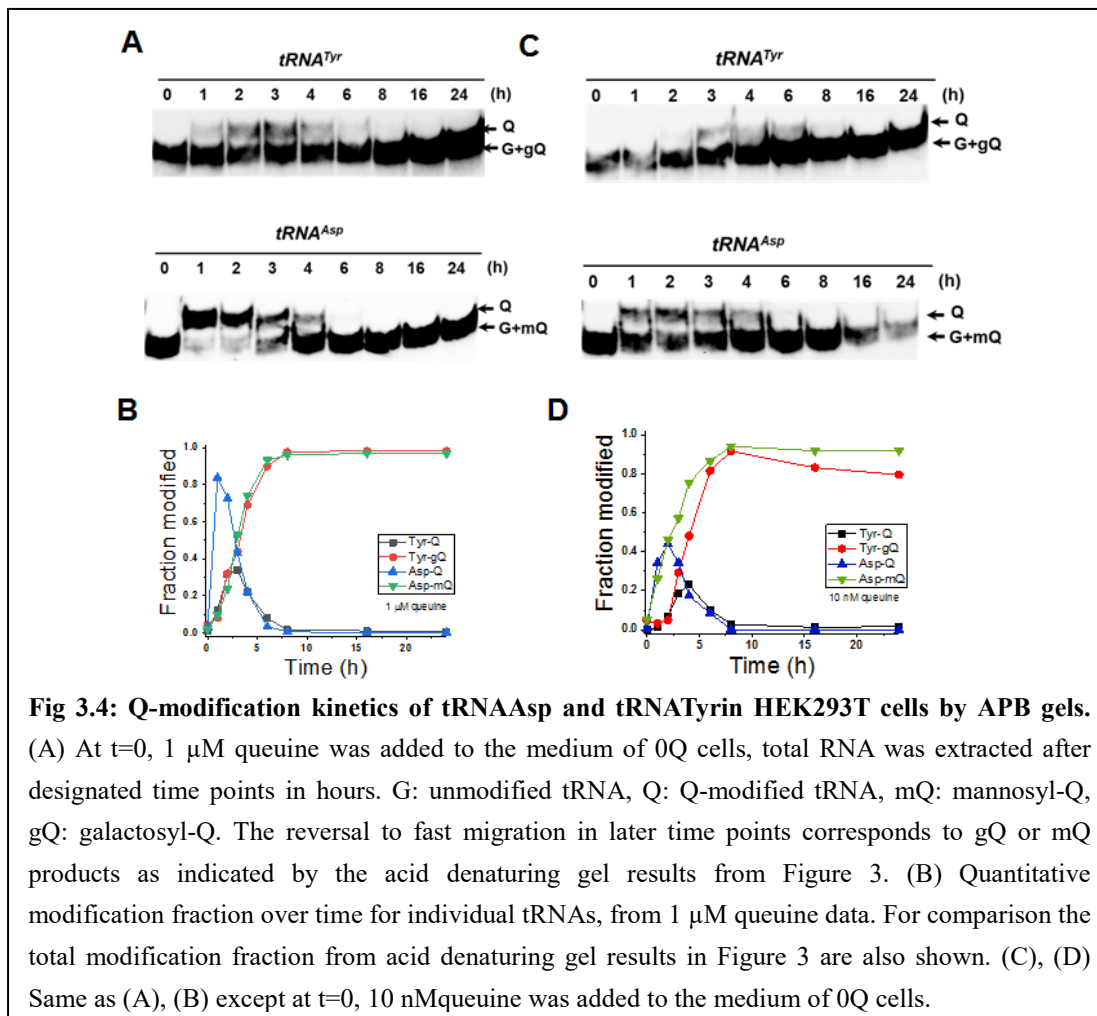 A
C
tRNATyr
0 1 2 3 4 6 8 16 24 (h)
Q
G+gQ
tRNATyr
0 1 2 3 4 6 8 16 24 (h)
Q
G+gQ
tRNAAsp
0 1 2 3 4 6 8 16 24 (h)
Q
G+mQ
tRNAAsp
0 1 2 3 4 6 8 16 24 (h)
Q
G+mQ
B
Fraction modified
1.0
0.8
0.6
0.4
0.2
0.0
0 5 10 15 20
Time (h)
Tyr-Q
Tyr-gQ
Asp-Q
Asp-mQ
1 µM queuine
D
Fraction modified
1.0
0.8
0.6
0.4
0.2
0.0
0 5 10 15 20
Time (h)
Tyr-Q
Tyr-gQ
Asp-Q
Asp-mQ
10 nM queuine
Fig 3.4: Q-modification kinetics of tRNAAsp and tRNATyrin HEK293T cells by APB gels.
(A) At t=0, 1 µM queuine was added to the medium of 0Q cells, total RNA was extracted after
designated time points in hours. G: unmodified tRNA, Q: Q-modified tRNA, mQ: mannosyl-Q,
gQ: galactosyl-Q. The reversal to fast migration in later time points corresponds to gQ or mQ
products as indicated by the acid denaturing gel results from Figure 3. (B) Quantitative
modification fraction over time for individual tRNAs, from 1 µM queuine data. For comparison the
total modification fraction from acid denaturing gel results in Figure 3 are also shown. (C), (D)
Same as (A), (B) except at t=0, 10 nMqueuine was added to the medium of 0Q cells.